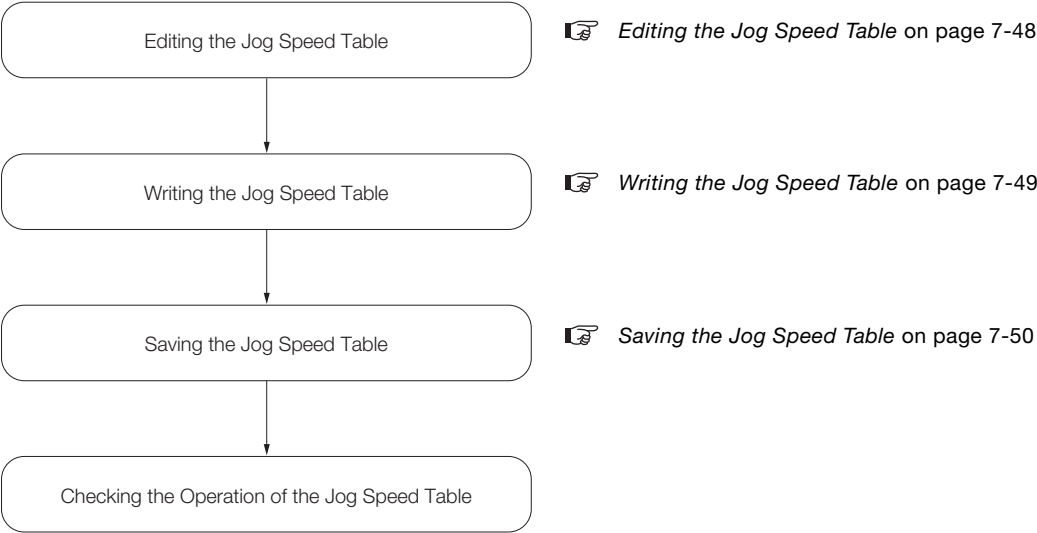 Editing the Jog Speed Table
Editing the Jog Speed Table on page 7-48
Writing the Jog Speed Table
Writing the Jog Speed Table on page 7-49
Saving the Jog Speed Table
Saving the Jog Speed Table on page 7-50
Checking the Operation of the Jog Speed Table